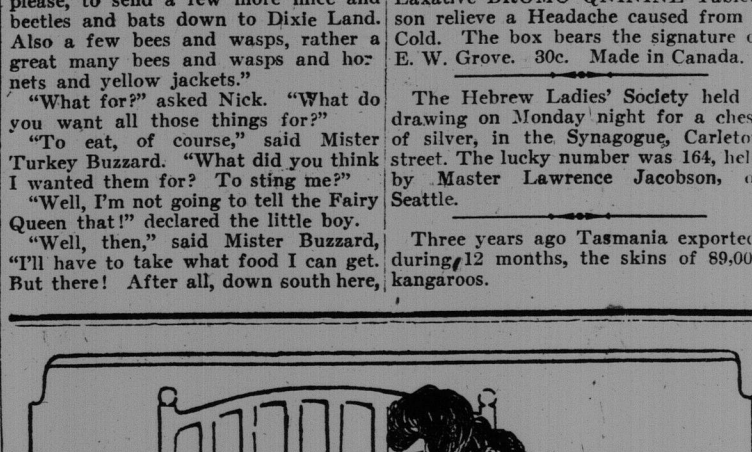 please, to send a few more mice and
beetles and bats down to Dixie Land.
Also a few bees and wasps, rather a
great many bees and wasps and hor-
nets and yellow jackets."
"What for?" asked Nick. "What do
you want all those things for?"
"To eat, of course," said Mister
Turkey Buzzard. "What did you think
I wanted them for? To sting me?"
"Well, I'm not going to tell the Fairy
Queen that!" declared the little boy.
"Well, then," said Mister Buzzard,
"I'll have to take what food I can get.
But there! After all, down south here,
Laxative BROMO QUININE
son relieve a Headache caused from
Cold. The box bears the signature
E. W. Grove. 30c. Made in Canada.
The Hebrew Ladies' Society held
drawing on Monday night for a ches
of silver, in the Synagogue, Carleto
street. The lucky number was 164, hel
by Master Lawrence Jacobson,
Seattle.
Three years ago Tasmania exported
during 12 months, the skins of 89,00
kangaroos.